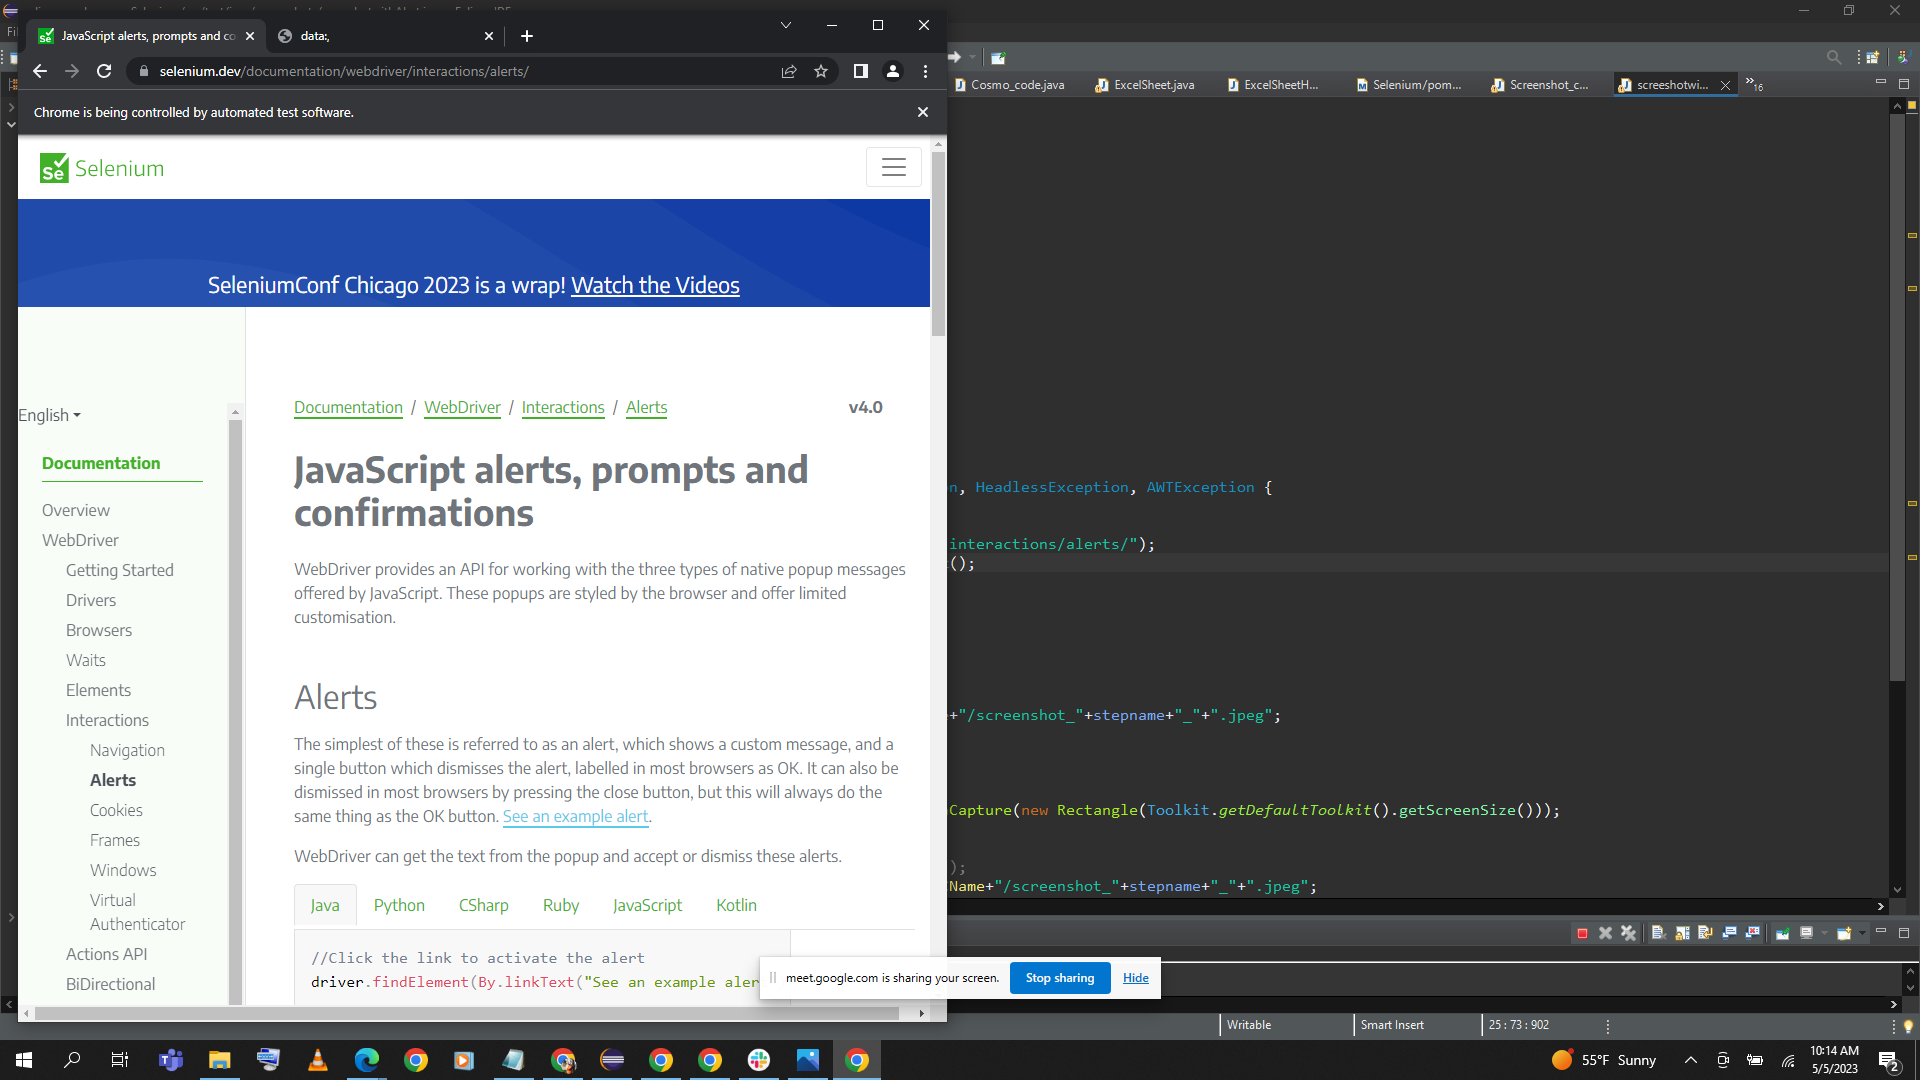 JavaScript alerts, prompts and co
data:,
selenium.dev/documentation/webdriver/interactions/alerts/
Chrome is being controlled by automated test software.
Se Selenium
SeleniumConf Chicago 2023 is a wrap! Watch the Videos
English
Documentation
Overview
WebDriver
Getting Started
Drivers
Browsers
Waits
Elements
Interactions
Navigation
Alerts
Cookies
Frames
Windows
Virtual
Authenticator
Actions API
BiDirectional
Documentation / WebDriver / Interactions / Alerts
v4.0
JavaScript alerts, prompts and
confirmations
WebDriver provides an API for working with the three types of native popup messages
offered by JavaScript. These popups are styled by the browser and offer limited
customisation.
Alerts
The simplest of these is referred to as an alert, which shows a custom message, and a
single button which dismisses the alert, labelled in most browsers as OK. It can also be
dismissed in most browsers by pressing the close button, but this will always do the
same thing as the OK button. See an example alert.
WebDriver can get the text from the popup and accept or dismiss these alerts.
Java Python CSharp Ruby JavaScript Kotlin
//Click the link to activate the alert
driver.findElement(By.linkText("See an example aler
Cosmo_code.java
ExcelSheet.java
ExcelSheetH...
Selenium/pom...
Screenshot_c...
screeshotwi...
16
n, HeadlessException, AWTException {
interactions/alerts/");
();
+"/screenshot_"+stepname+"_"+".jpeg";
Capture(new Rectangle(Toolkit.getDefaultToolkit().getScreenSize()));
);
Name+"/screenshot_"+stepname+"_"+".jpeg";
meet.google.com is sharing your screen.
Stop sharing
Hide
Writable
Smart Insert
25 : 73 : 902
55°F Sunny
10:14 AM
5/5/2023
2